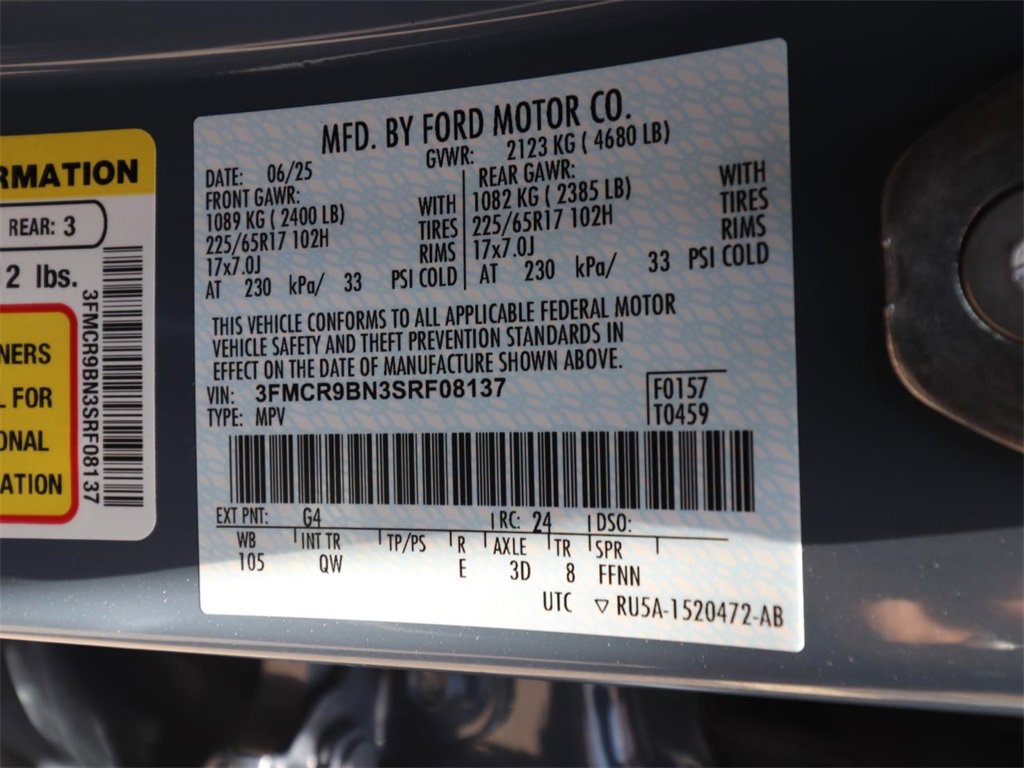 RMATION
REAR: 3
2 lbs.
NERS
L FOR
ONAL
ATION
3FMCR9BN3SRF08137
MFD. BY FORD MOTOR CO.
DATE: 06/25 GVWR: 2123 KG ( 4680 LB)
FRONT GAWR: REAR GAWR:
1089 KG ( 2400 LB) WITH 1082 KG ( 2385 LB) WITH
225/65R17 102H TIRES 225/65R17 102H TIRES
17x7.0J RIMS 17x7.0J RIMS
AT 230 kPa/ 33 PSI COLD AT 230 kPa/ 33 PSI COLD
THIS VEHICLE CONFORMS TO ALL APPLICABLE FEDERAL MOTOR
VEHICLE SAFETY AND THEFT PREVENTION STANDARDS IN
EFFECT ON THE DATE OF MANUFACTURE SHOWN ABOVE.
VIN: 3FMCR9BN3SRF08137 F0157
TYPE: MPV T0459
EXT PNT: G4 RC: 24 DSO:
WB INT TR TP/PS R AXLE TR SPR
105 QW E 3D 8 FFNN
UTC ▽ RU5A-1520472-AB